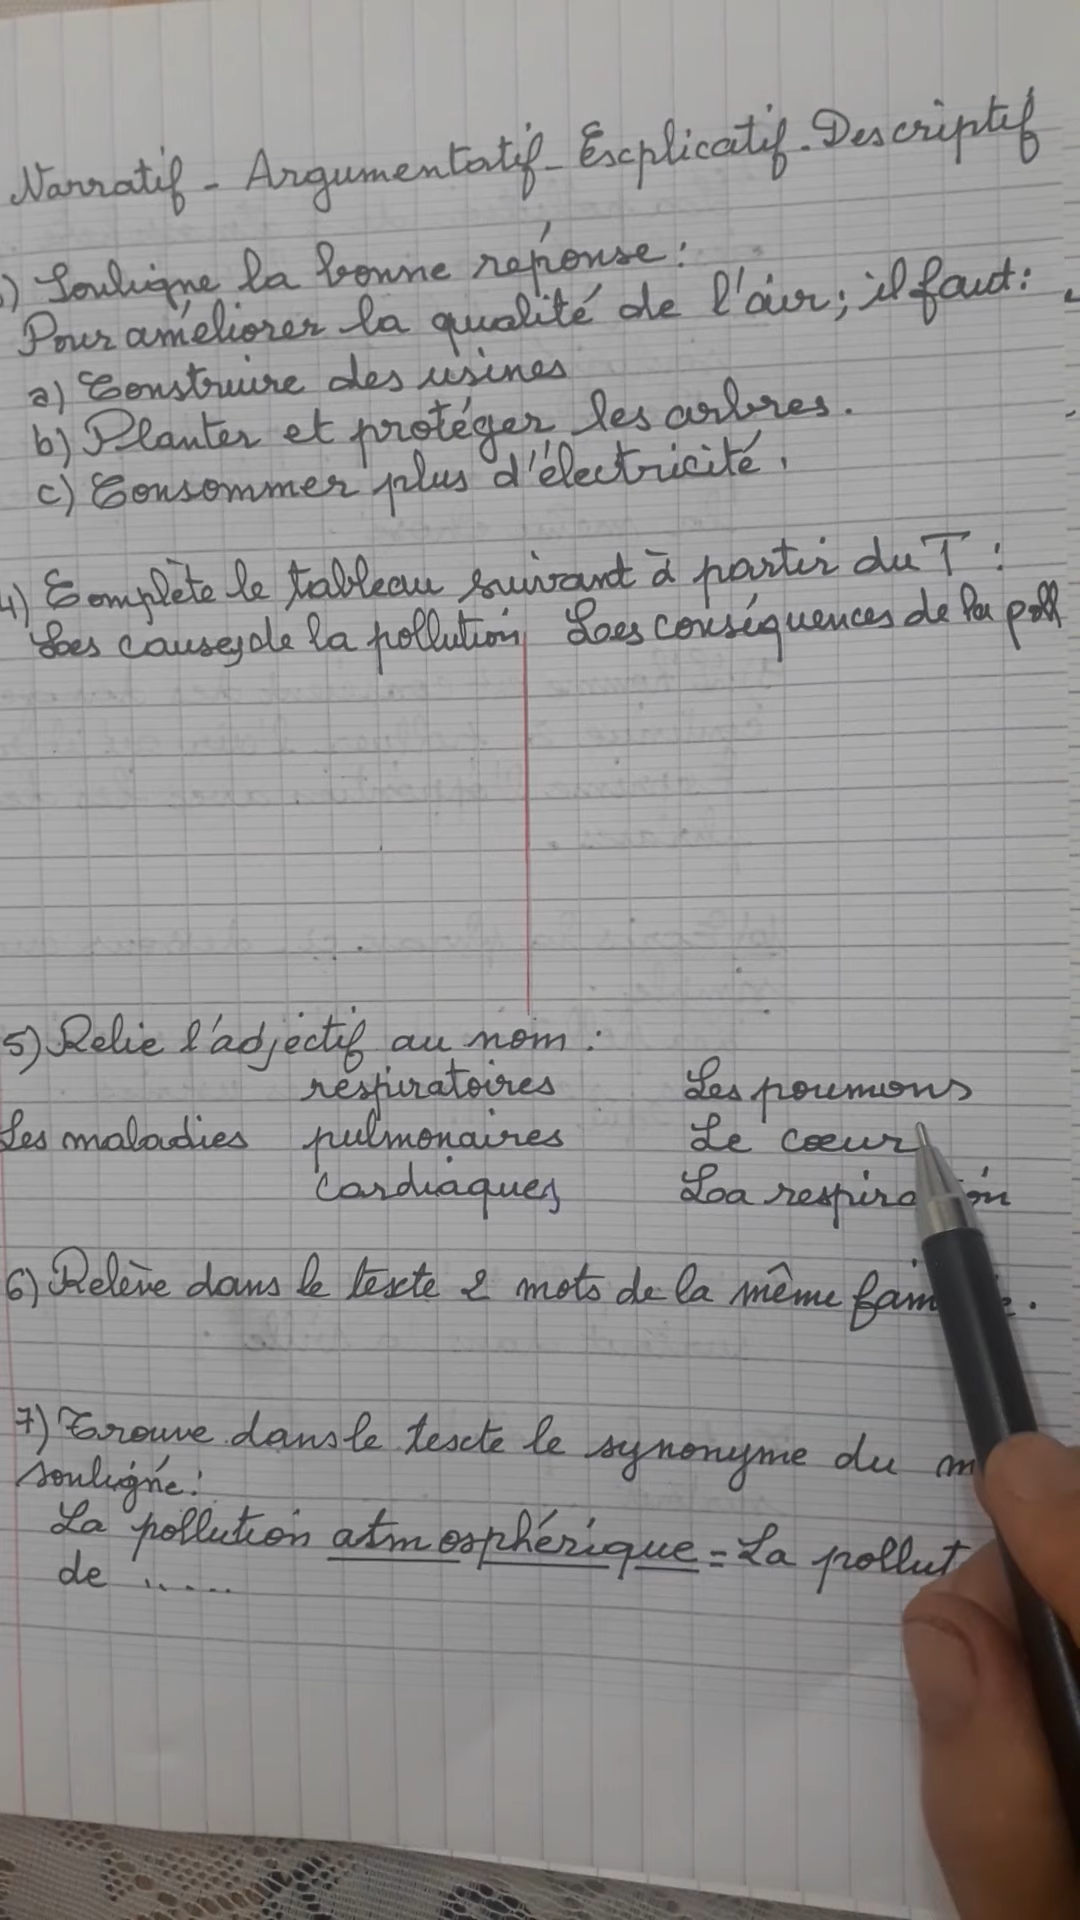 Narratif - Argumentatif - Explicatif - Descriptif
) Souligne la bonne réponse :
Pour améliorer la qualité de l'air ; il faut :
a) Construire des usines
b) Planter et protéger les arbres.
c) Consommer plus d'électricité.
4) Complète le tableau suivant à partir du T :
Les causes de la pollution Les conséquences de la poll
5) Relie l'adjectif au nom :
respiratoires Les poumons
Les maladies pulmonaires Le cœur
cardiaques La respiration
6) Relève dans le texte 2 mots de la même
7) Trouve dans le texte le synonyme du m
souligné :
La pollution atmosphérique = La pollut
de .....